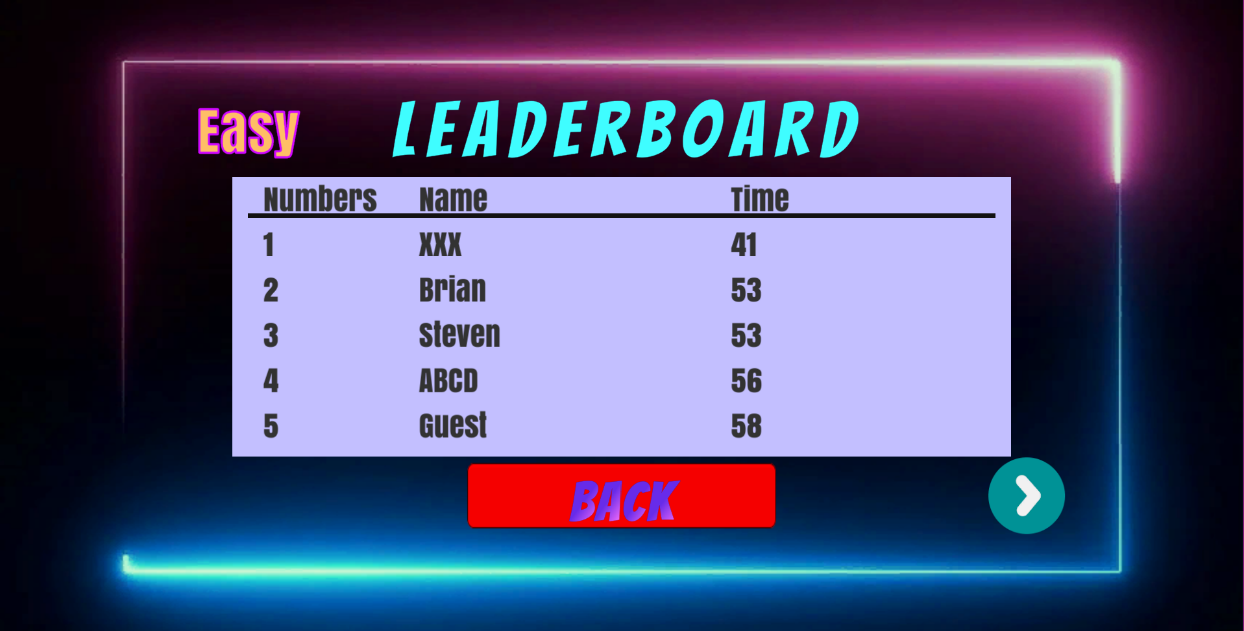 Easy LEADERBOARD
Numbers Name Time
1 XXX 41
2 Brian 53
3 Steven 53
4 ABCD 56
5 Guest 58
BACK